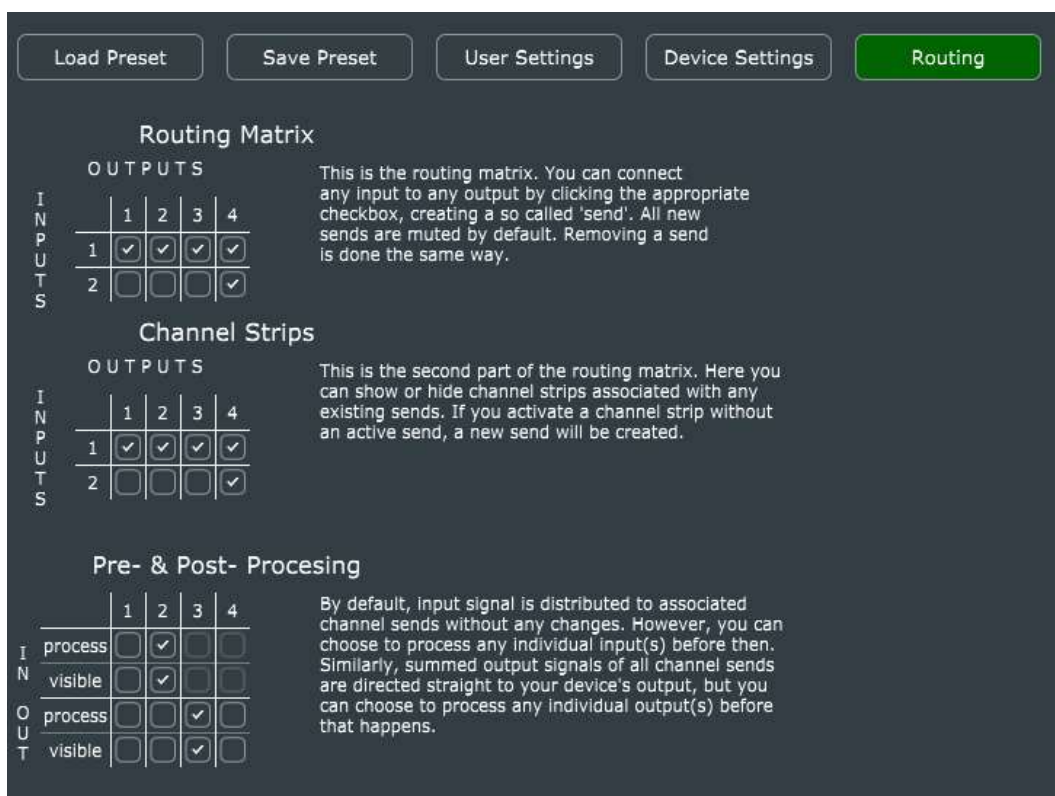 Load Preset Save Preset User Settings Device Settings Routing
Routing Matrix
OUTPUTS
INPUTS
1 2 3 4
1
2
This is the routing matrix. You can connect
any input to any output by clicking the appropriate
checkbox, creating a so called 'send'. All new
sends are muted by default. Removing a send
is done the same way.
Channel Strips
OUTPUTS
INPUTS
1 2 3 4
1
2
This is the second part of the routing matrix. Here you
can show or hide channel strips associated with any
existing sends. If you activate a channel strip without
an active send, a new send will be created.
Pre- & Post- Procesing
1 2 3 4
IN
process
visible
OUT
process
visible
By default, input signal is distributed to associated
channel sends without any changes. However, you can
choose to process any individual input(s) before then.
Similarly, summed output signals of all channel sends
are directed straight to your device's output, but you
can choose to process any individual output(s) before
that happens.